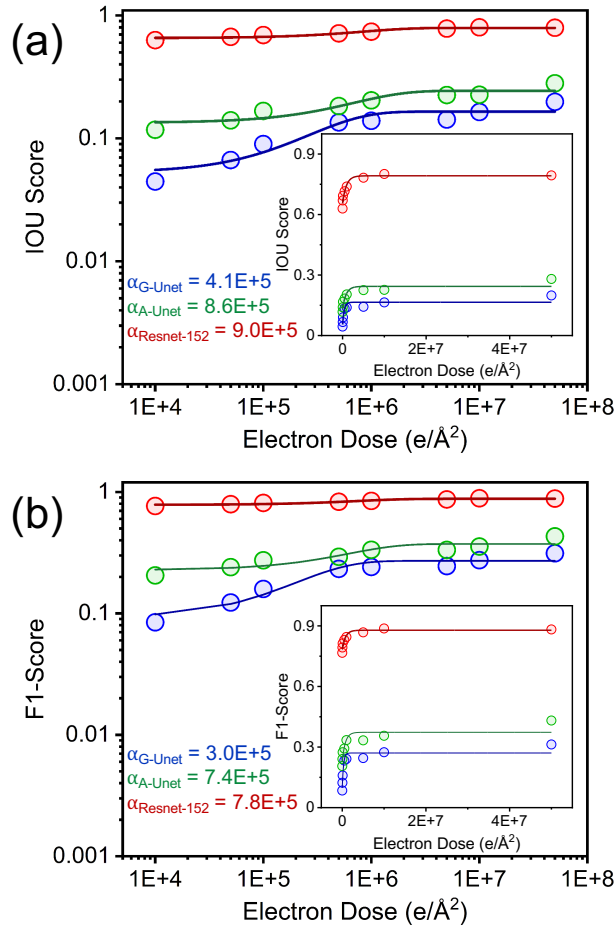 (a)
1
0.1
0.01
0.001
IOU Score
α_G-Unet = 4.1E+5
α_A-Unet = 8.6E+5
α_Resnet-152 = 9.0E+5
0.9
0.6
0.3
0
IOU Score
0 2E+7 4E+7
Electron Dose (e/Å²)
1E+4 1E+5 1E+6 1E+7 1E+8
Electron Dose (e/Å²)
(b)
1
0.1
0.01
0.001
F1-Score
α_G-Unet = 3.0E+5
α_A-Unet = 7.4E+5
α_Resnet-152 = 7.8E+5
0.9
0.6
0.3
0
F1-Score
0 2E+7 4E+7
Electron Dose (e/Å²)
1E+4 1E+5 1E+6 1E+7 1E+8
Electron Dose (e/Å²)